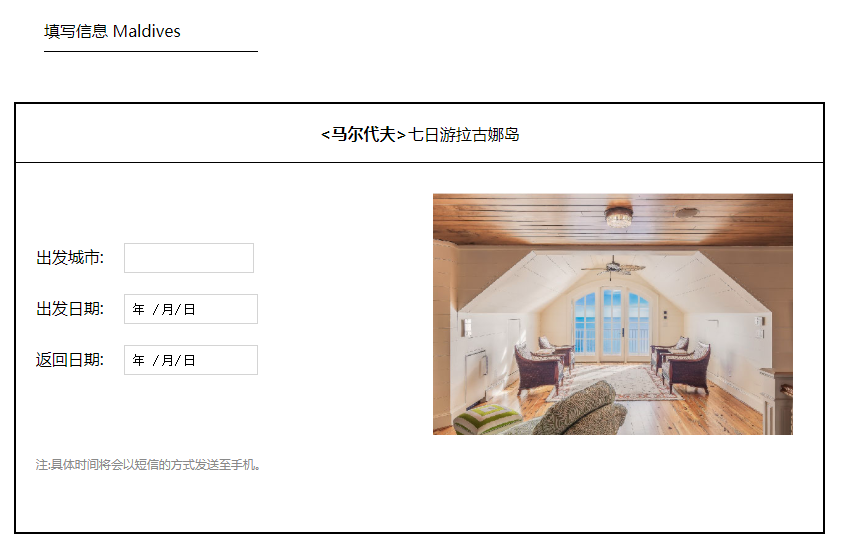 填写信息 Maldives
<马尔代夫>七日游拉古娜岛
出发城市:
出发日期: 年 /月/日
返回日期: 年 /月/日
注:具体时间将会以短信的方式发送至手机。